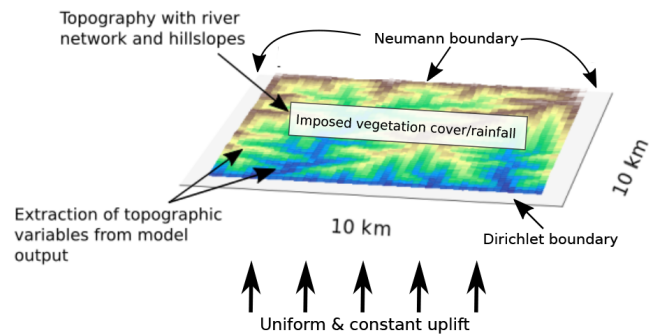 Topography with river
network and hillslopes
Neumann boundary
Imposed vegetation cover/rainfall
10 km
Extraction of topographic
variables from model
output
10 km
Dirichlet boundary
Uniform & constant uplift